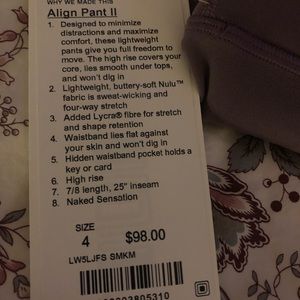 WHY WE MADE THIS
Align Pant II
1. Designed to minimize
distractions and maximize
comfort, these lightweight
pants give you full freedom to
move. The high rise covers your
core, lies smooth under tops,
and won't dig in
2. Lightweight, buttery-soft Nulu™
fabric is sweat-wicking and
four-way stretch
3. Added Lycra® fibre for stretch
and shape retention
4. Waistband lies flat against
your skin and won't dig in
5. Hidden waistband pocket holds a
key or card
6. High rise
7. 7/8 length, 25" inseam
8. Naked Sensation
SIZE
4 $98.00
LW5LJFS SMKM
3805310